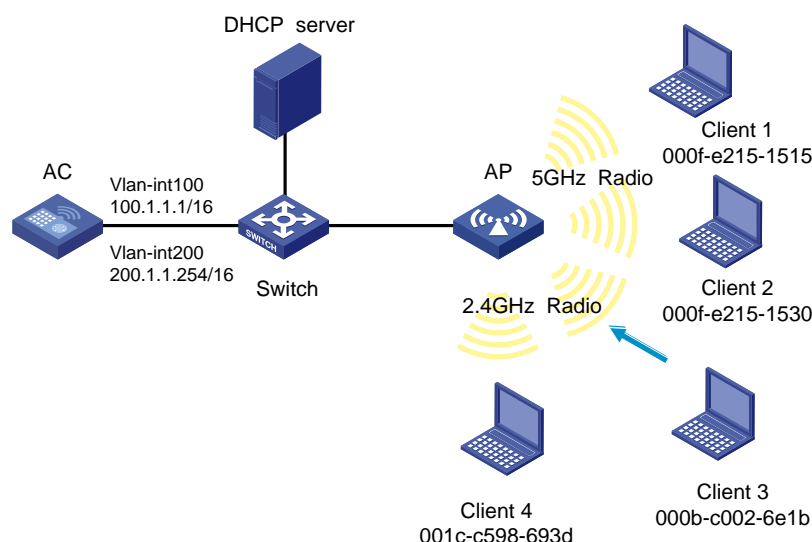 DHCP server
AC
Vlan-int100
100.1.1.1/16
Vlan-int200
200.1.1.254/16
SWITCH
Switch
AP
5GHz Radio
2.4GHz Radio
Client 1
000f-e215-1515
Client 2
000f-e215-1530
Client 3
000b-c002-6e1b
Client 4
001c-c598-693d